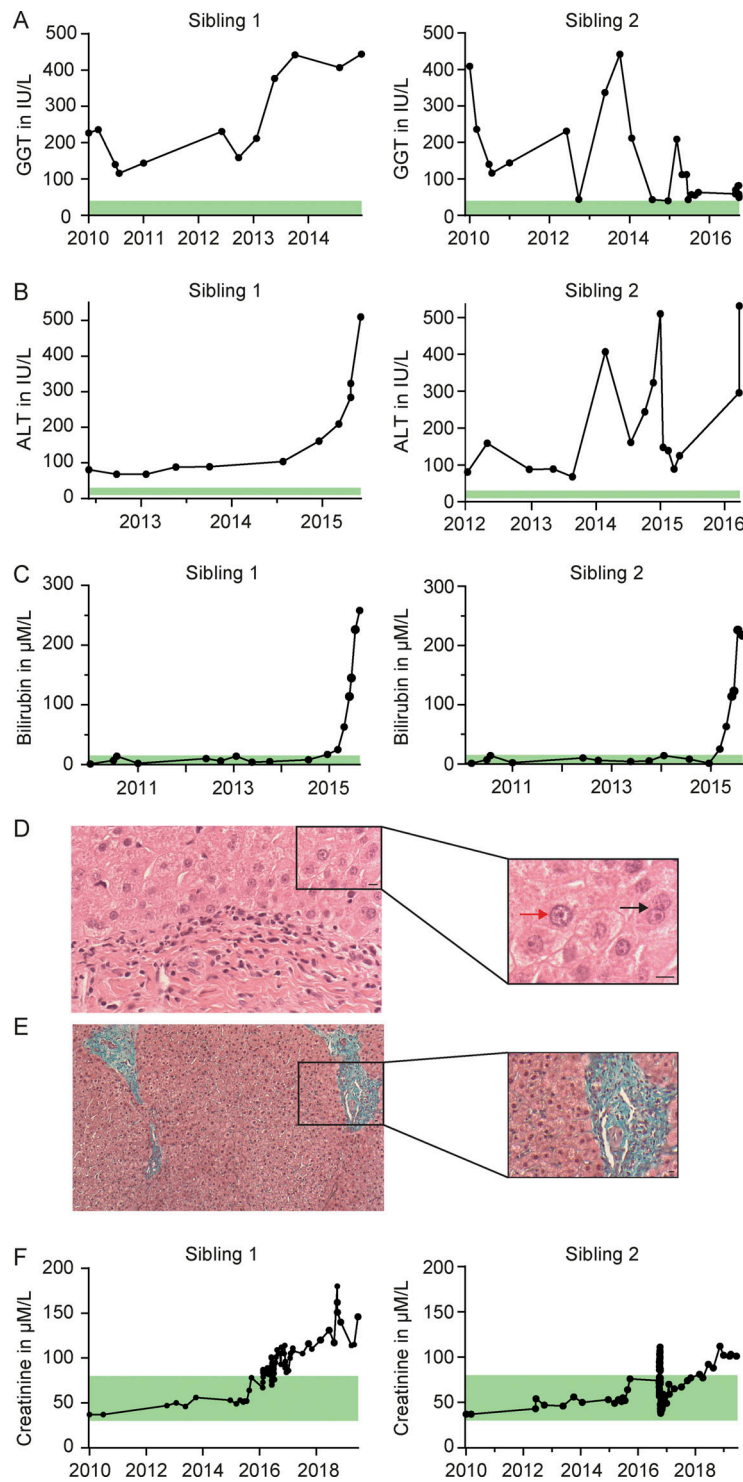 A
Sibling 1
Sibling 2
GGT in IU/L
500
400
300
200
100
0
2010 2011 2012 2013 2014
GGT in IU/L
500
400
300
200
100
0
2010 2012 2014 2016
B
Sibling 1
Sibling 2
ALT in IU/L
500
400
300
200
100
0
2013 2014 2015
ALT in IU/L
500
400
300
200
100
0
2012 2013 2014 2015 2016
C
Sibling 1
Sibling 2
Bilirubin in µM/L
300
200
100
0
2011 2013 2015
Bilirubin in µM/L
300
200
100
0
2011 2013 2015
D
E
F
Sibling 1
Sibling 2
Creatinine in µM/L
200
150
100
50
0
2010 2012 2014 2016 2018
Creatinine in µM/L
200
150
100
50
0
2010 2012 2014 2016 2018